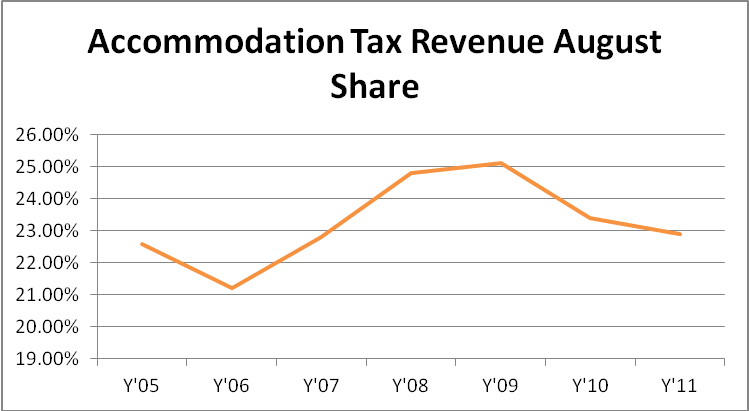 Accommodation Tax Revenue August
Share
26.00%
25.00%
24.00%
23.00%
22.00%
21.00%
20.00%
19.00%
Y'05 Y'06 Y'07 Y'08 Y'09 Y'10 Y'11